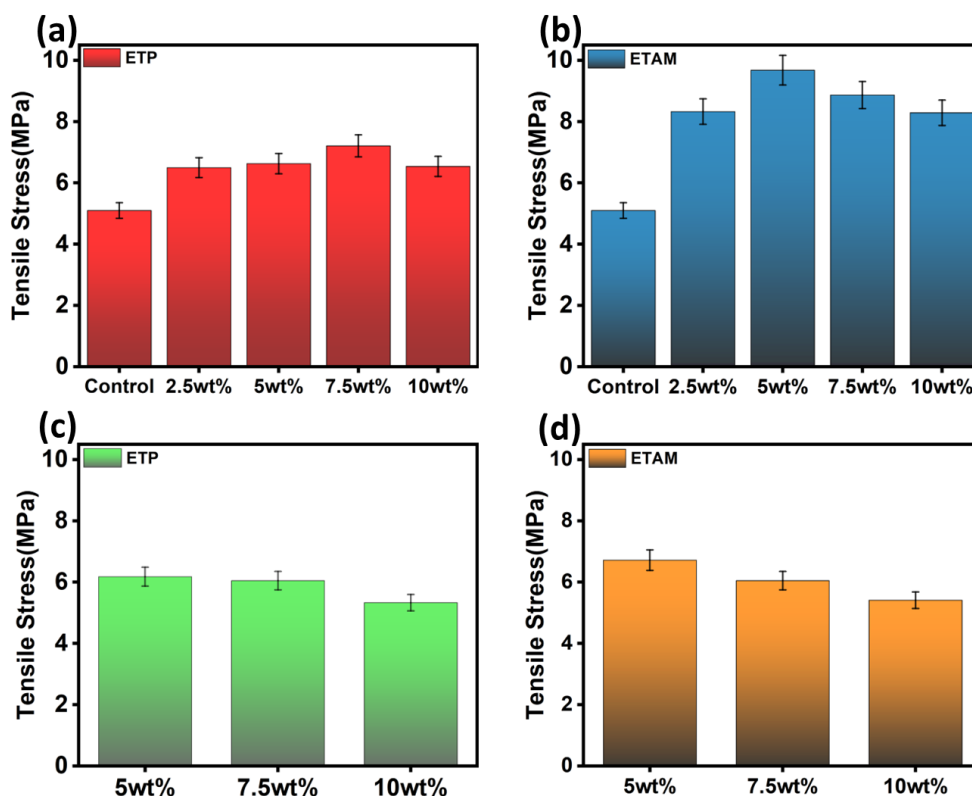 (a)
ETP
Tensile Stress(MPa)
10
8
6
4
2
0
Control 2.5wt% 5wt% 7.5wt% 10wt%
(b)
ETAM
Tensile Stress(MPa)
10
8
6
4
2
0
Control 2.5wt% 5wt% 7.5wt% 10wt%
(c)
ETP
Tensile Stress(MPa)
10
8
6
4
2
0
5wt% 7.5wt% 10wt%
(d)
ETAM
Tensile Stress(MPa)
10
8
6
4
2
0
5wt% 7.5wt% 10wt%